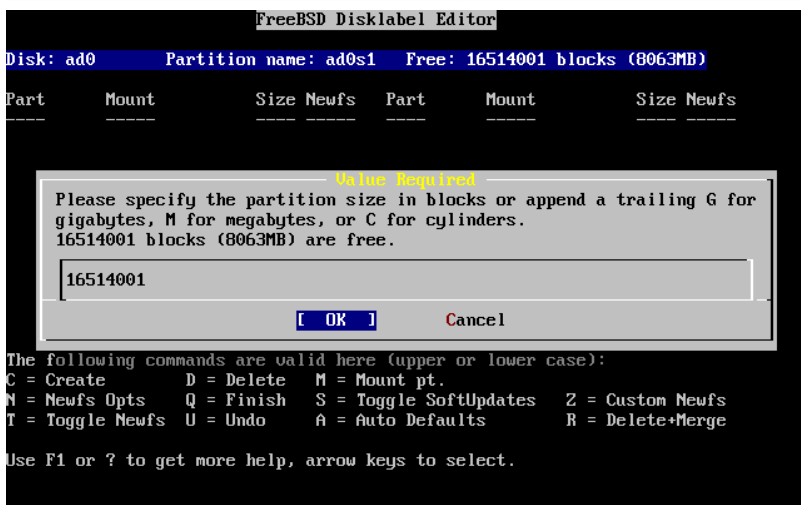 FreeBSD Disklabel Editor
Disk: ad0 Partition name: ad0s1 Free: 16514001 blocks (8063MB)
Part Mount Size Newfs Part Mount Size Newfs
---- ----- ---- ----- ---- ----- ---- -----
Value Required
Please specify the partition size in blocks or append a trailing G for
gigabytes, M for megabytes, or C for cylinders.
16514001 blocks (8063MB) are free.
16514001
[ OK ] Cancel
The following commands are valid here (upper or lower case):
C = Create D = Delete M = Mount pt.
N = Newfs Opts Q = Finish S = Toggle SoftUpdates Z = Custom Newfs
T = Toggle Newfs U = Undo A = Auto Defaults R = Delete+Merge
Use F1 or ? to get more help, arrow keys to select.